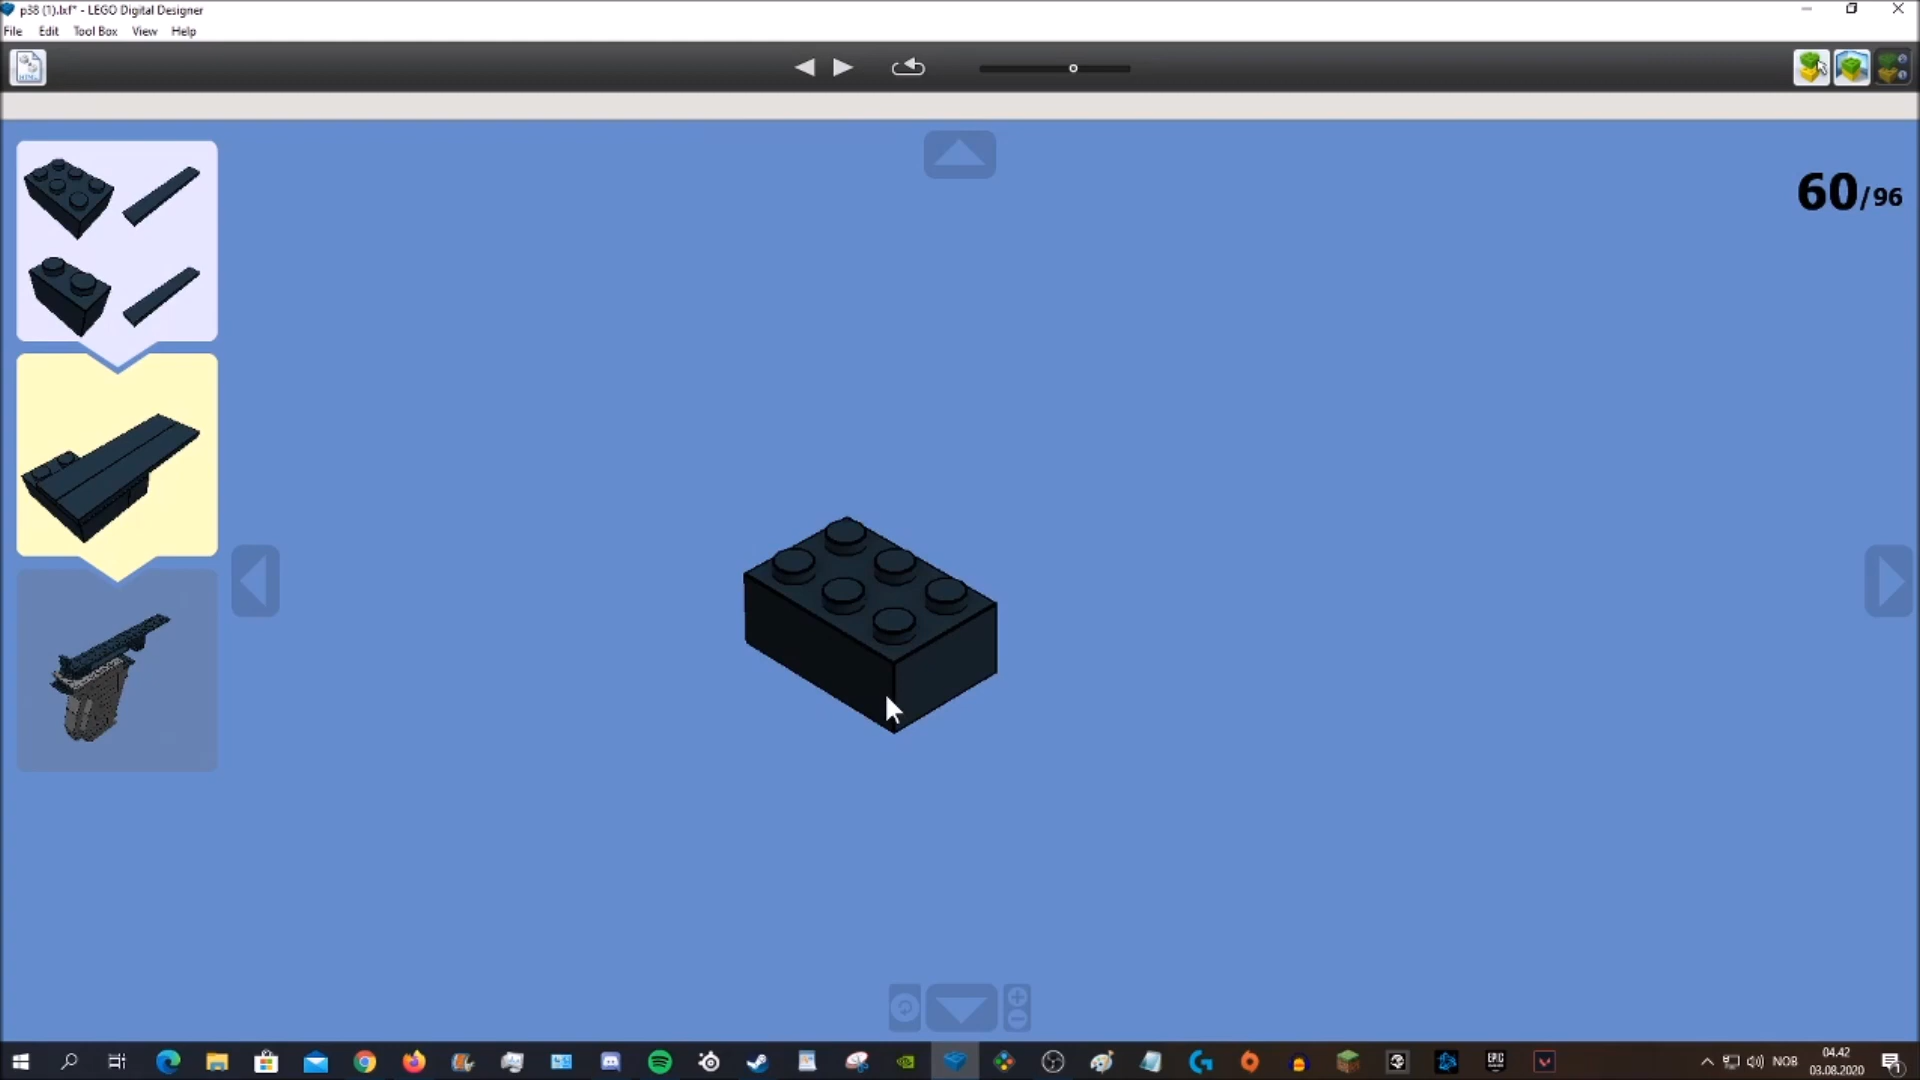 p38 (1).lxf* - LEGO Digital Designer
File Edit Tool Box View Help
60/96
NOB
04.42
03.08.2020